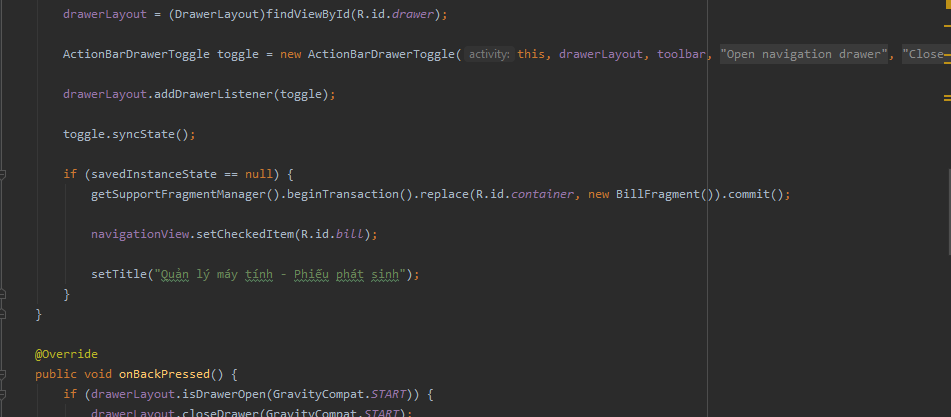 drawerLayout = (DrawerLayout)findViewById(R.id.drawer);
ActionBarDrawerToggle toggle = new ActionBarDrawerToggle( activity: this, drawerLayout, toolbar, "Open navigation drawer", "Close
drawerLayout.addDrawerListener(toggle);
toggle.syncState();
if (savedInstanceState == null) {
getSupportFragmentManager().beginTransaction().replace(R.id.container, new BillFragment()).commit();
navigationView.setCheckedItem(R.id.bill);
setTitle("Quản lý máy tính - Phiếu phát sinh");
}
}
@Override
public void onBackPressed() {
if (drawerLayout.isDrawerOpen(GravityCompat.START)) {
drawerLayout.closeDrawer(GravityCompat.START);